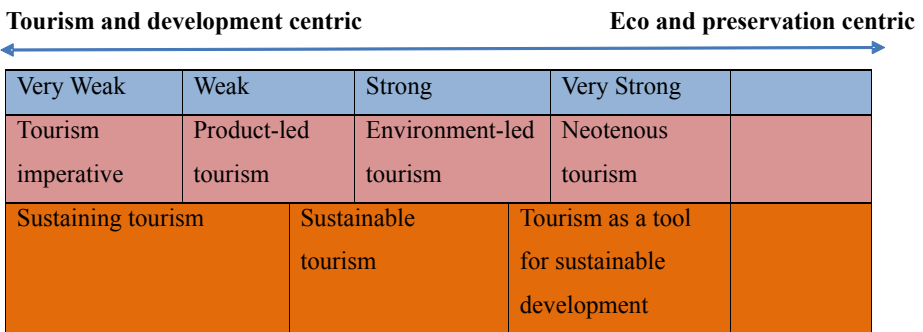 Tourism and development centric Eco and preservation centric
Very Weak Weak Strong Very Strong
Tourism Product-led Environment-led Neotenous
imperative tourism tourism tourism
Sustaining tourism Sustainable Tourism as a tool
tourism for sustainable
development